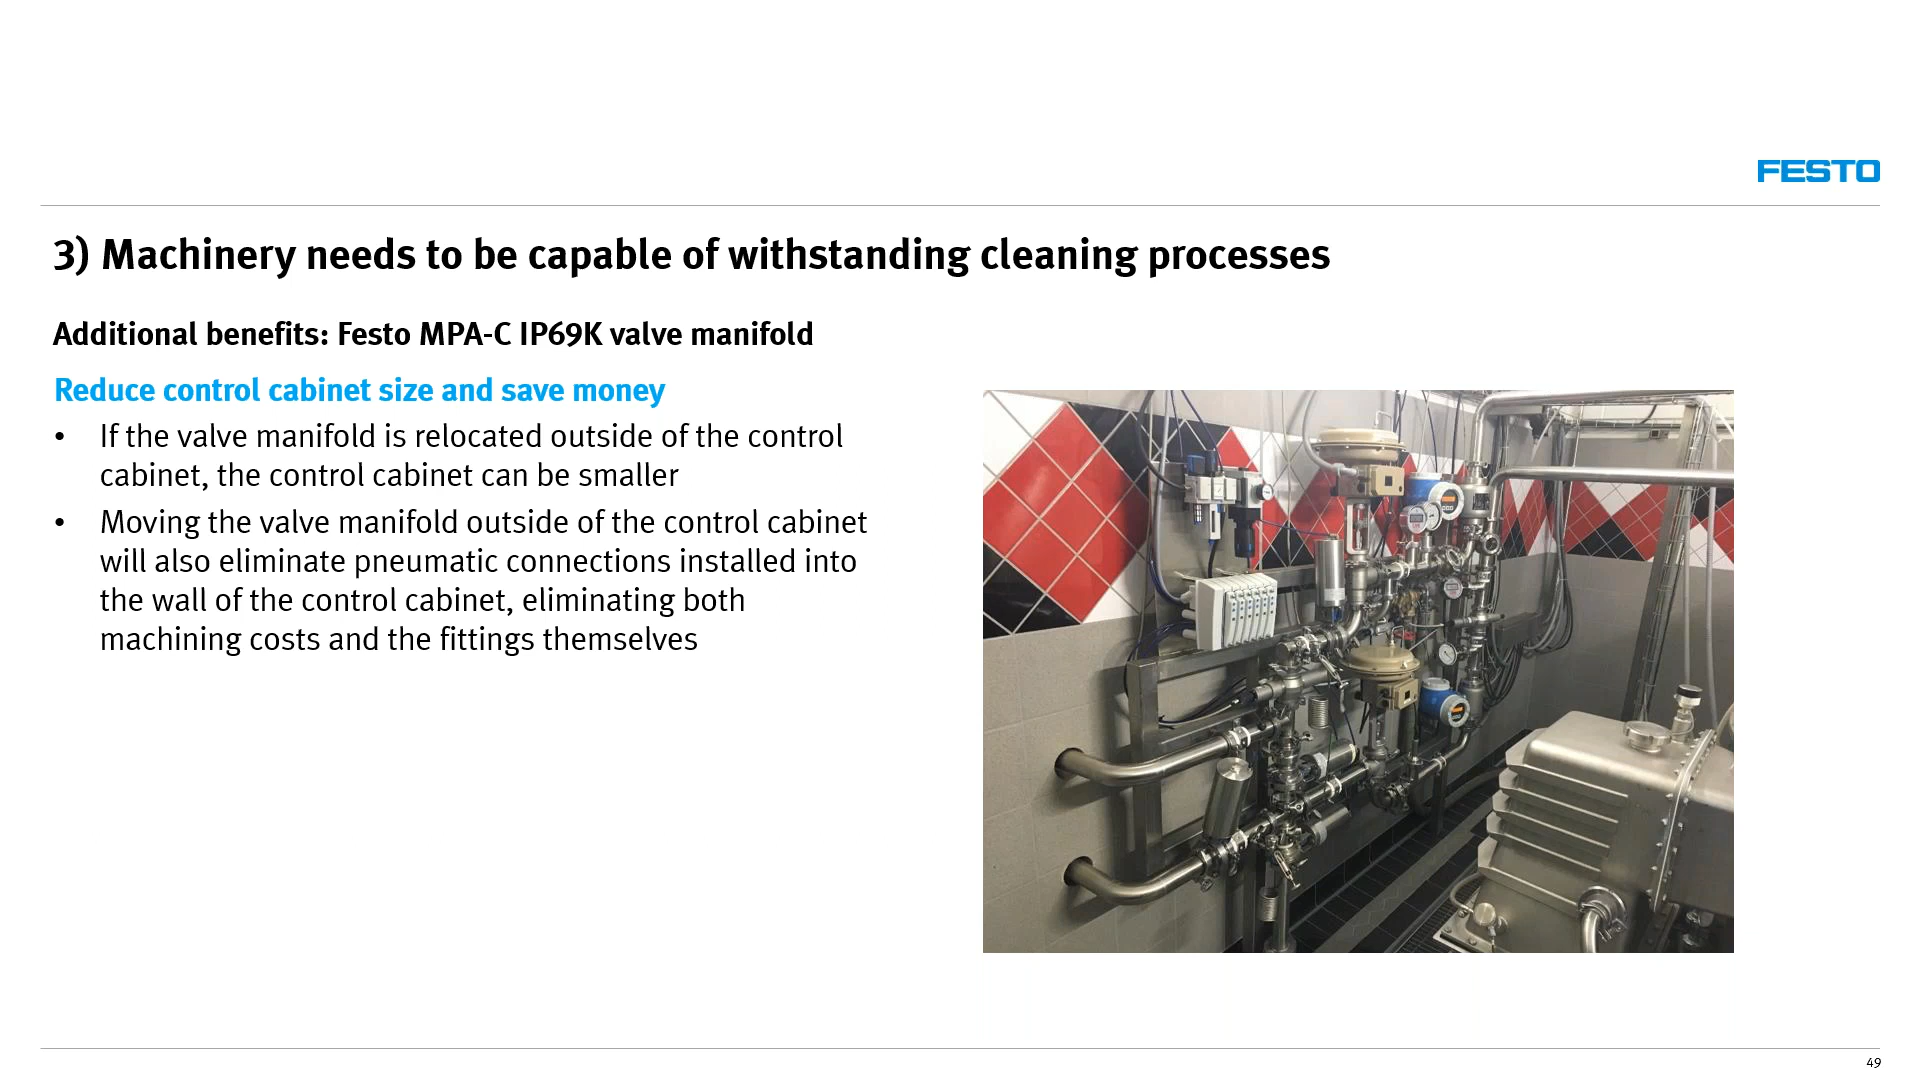 FESTO
3) Machinery needs to be capable of withstanding cleaning processes
Additional benefits: Festo MPA-C IP69K valve manifold
Reduce control cabinet size and save money
• If the valve manifold is relocated outside of the control
cabinet, the control cabinet can be smaller
• Moving the valve manifold outside of the control cabinet
will also eliminate pneumatic connections installed into
the wall of the control cabinet, eliminating both
machining costs and the fittings themselves
49